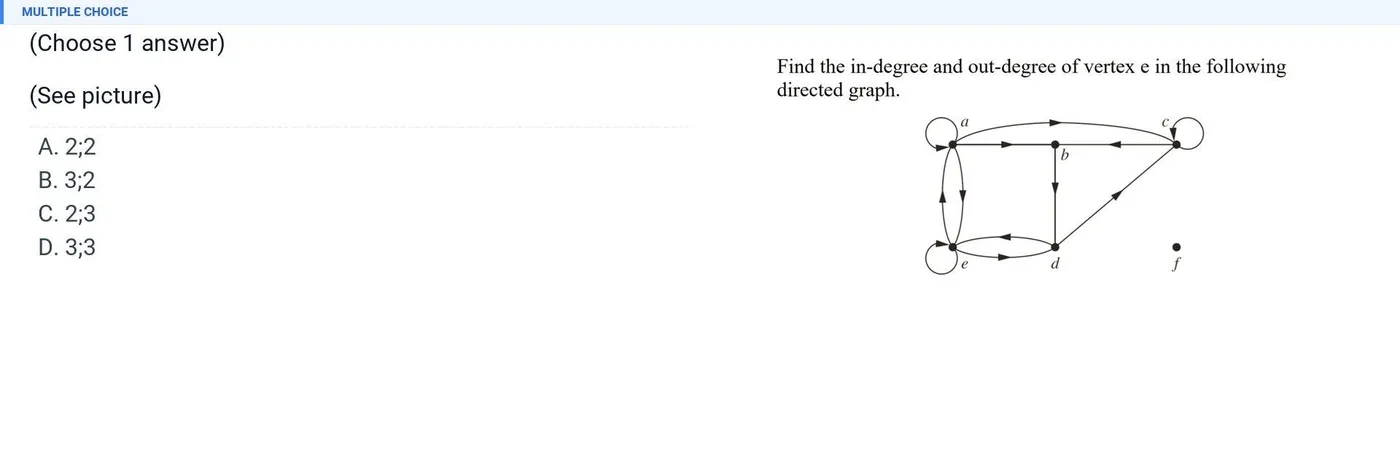 MULTIPLE CHOICE
(Choose 1 answer)
(See picture)
A. 2;2
B. 3;2
C. 2;3
D. 3;3
Find the in-degree and out-degree of vertex e in the following
directed graph.
a
c
b
e
d
f